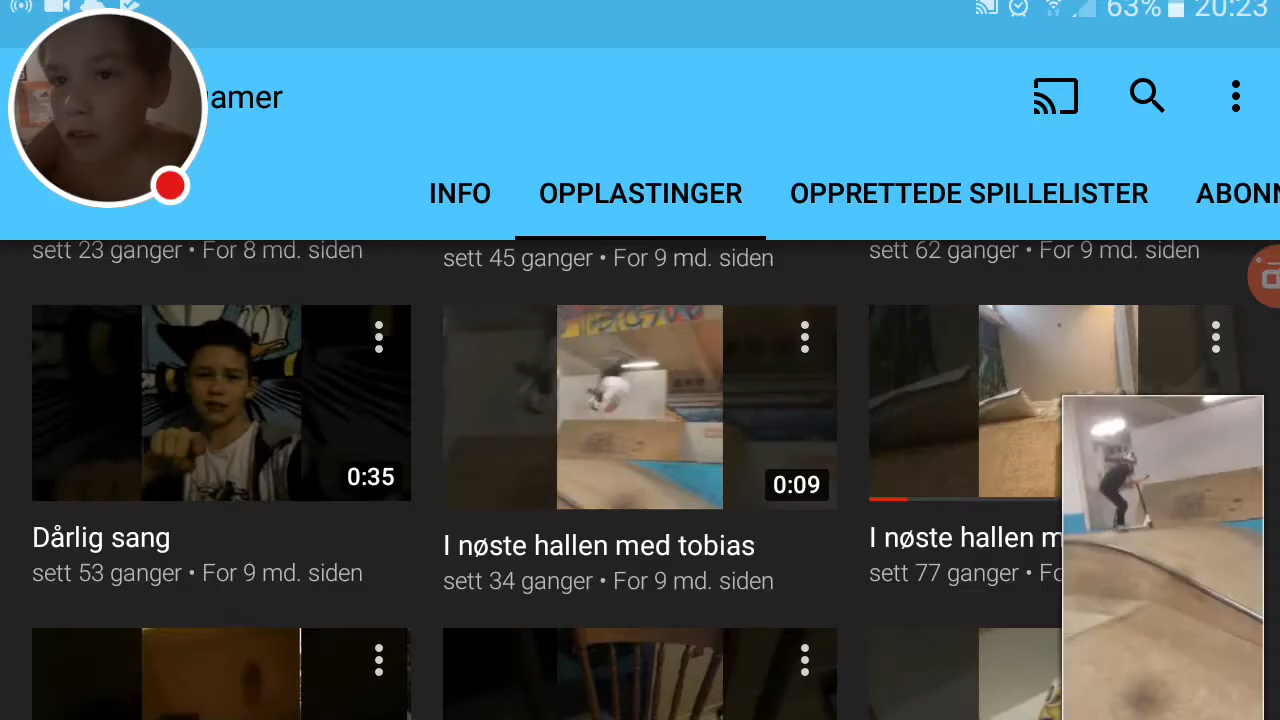 63% 20:23
amer
INFO OPPLASTINGER OPPRETTEDE SPILLELISTER ABONN
sett 23 ganger • For 8 md. siden
sett 45 ganger • For 9 md. siden
sett 62 ganger • For 9 md. siden
0:35
0:09
Dårlig sang
sett 53 ganger • For 9 md. siden
I nøste hallen med tobias
sett 34 ganger • For 9 md. siden
I nøste hallen m
sett 77 ganger • Fo